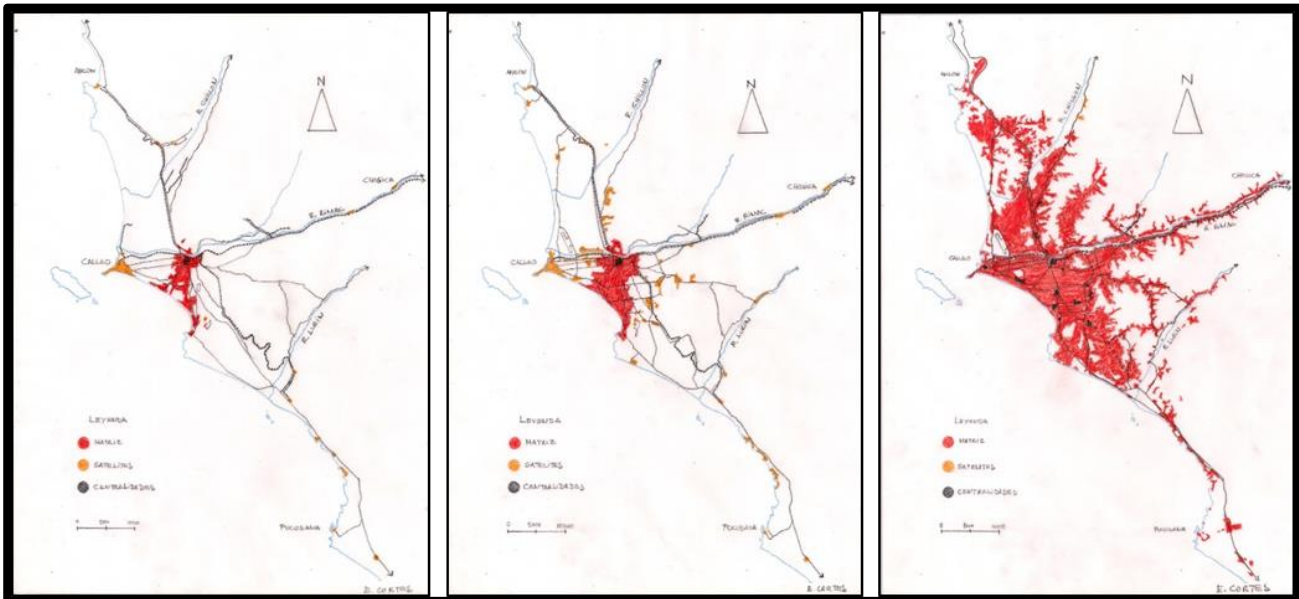 ANCON
R. CHILLON
N
CHOSICA
R. RIMAC
CALLAO
R. LURIN
LEYENDA
MATRIZ
SATELITES
CENTRALIDADES
PUCUSANA
E. CORTES
ANCON
R. CHILLON
N
CHOSICA
R. RIMAC
CALLAO
R. LURIN
LEYENDA
MATRIZ
SATELITES
CENTRALIDADES
PUCUSANA
E. CORTES
ANCON
R. CHILLON
N
CHOSICA
R. RIMAC
CALLAO
R. LURIN
LEYENDA
MATRIZ
SATELITES
CENTRALIDADES
PUCUSANA
E. CORTES